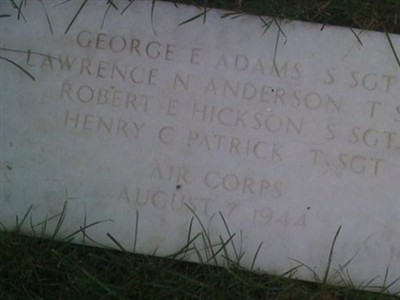 GEORGE E ADAMS S SGT
LAWRENCE N ANDERSON T S
ROBERT E HICKSON S SGT
HENRY C PATRICK T SGT
AIR CORPS
AUGUST 7 1944